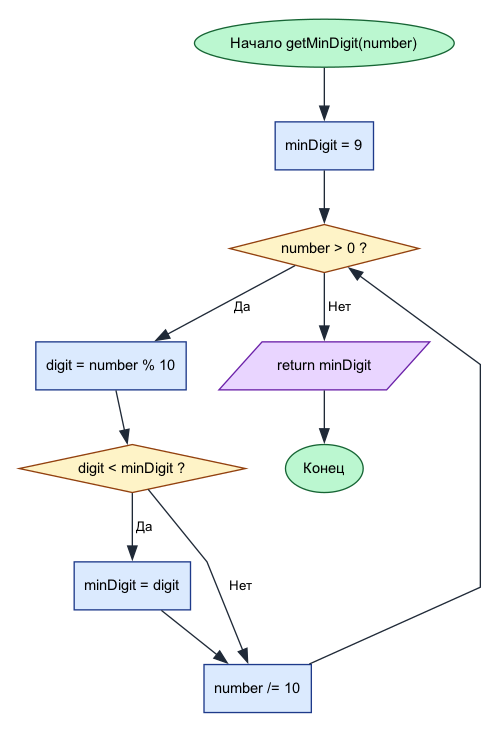 Начало getMinDigit(number)
minDigit = 9
number > 0 ?
Да
Нет
digit = number % 10
return minDigit
digit < minDigit ?
Конец
Да
minDigit = digit
Нет
number /= 10